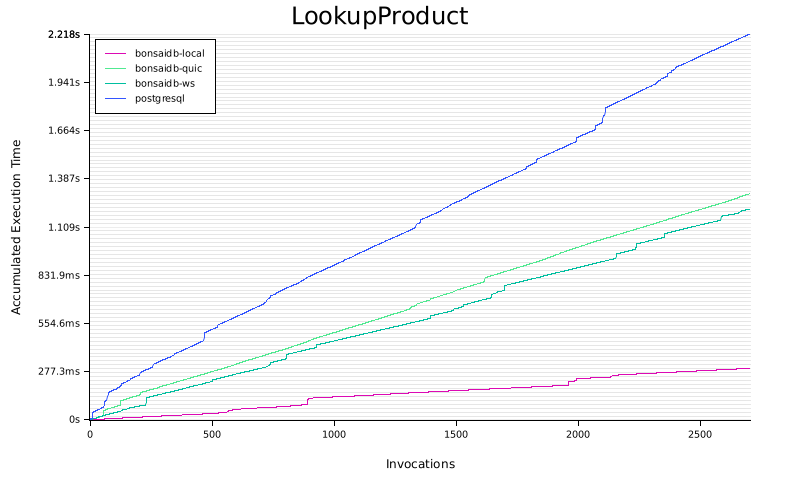 LookupProduct
2.218s
1.941s
1.664s
1.387s
1.109s
831.9ms
554.6ms
277.3ms
0s
bonsaidb-local
bonsaidb-quic
bonsaidb-ws
postgresql
Accumulated Execution Time
0 500 1000 1500 2000 2500
Invocations